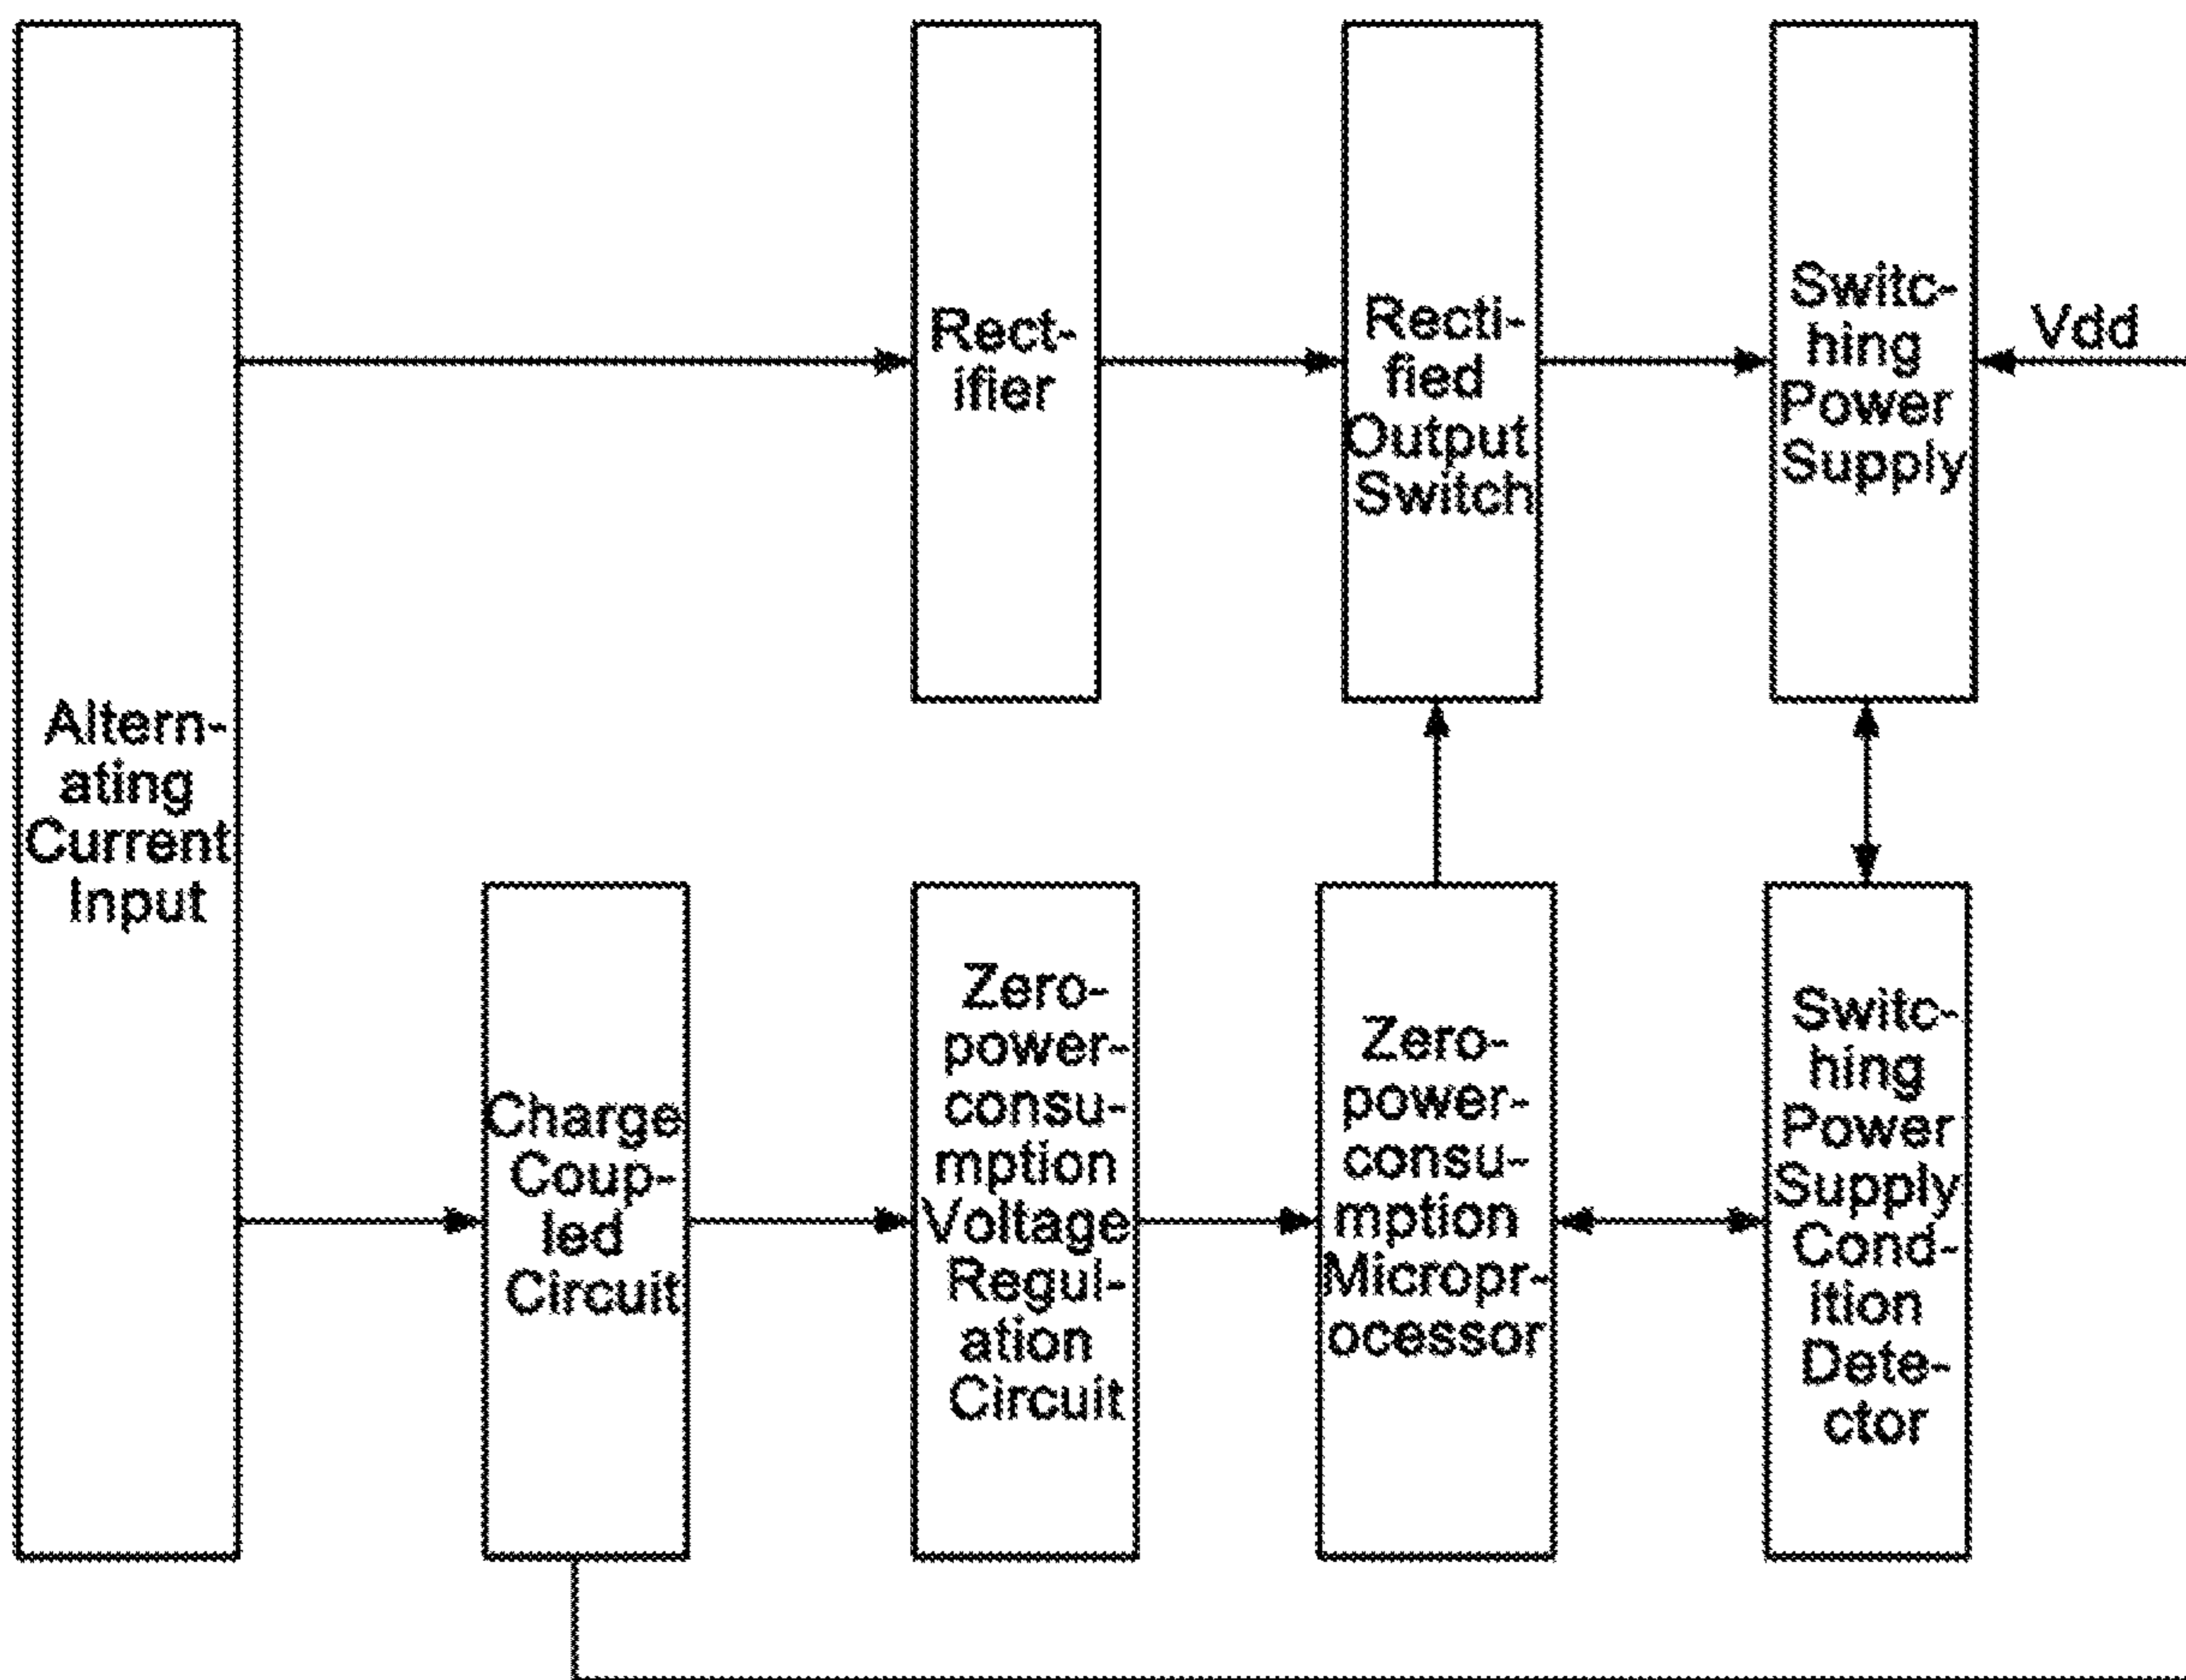 Altern-
ating
Current
Input
Rect-
ifier
Recti-
fied
Output
Switch
Switc-
hing
Power
Supply
Vdd
Charge
Coup-
led
Circuit
Zero-
power-
consu-
mption
Voltage
Regul-
ation
Circuit
Zero-
power-
consu-
mption
Micropr-
ocessor
Switc-
hing
Power
Supply
Cond-
ition
Dete-
ctor